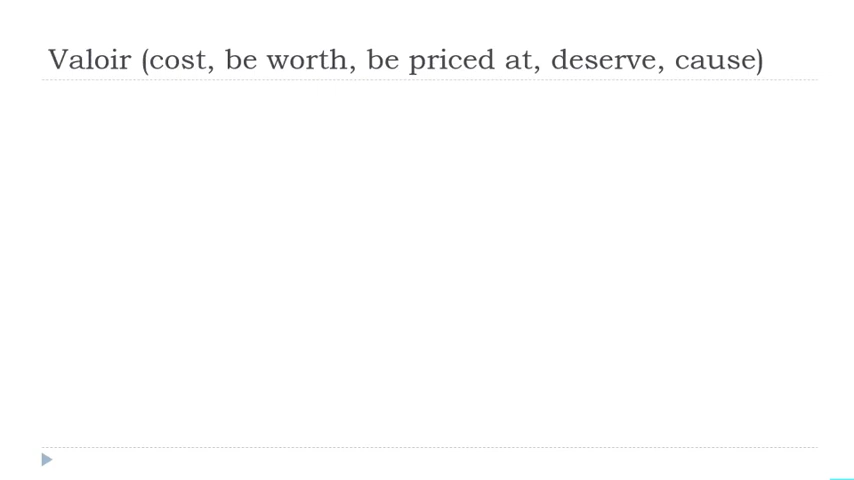 Valoir (cost, be worth, be priced at, deserve, cause)